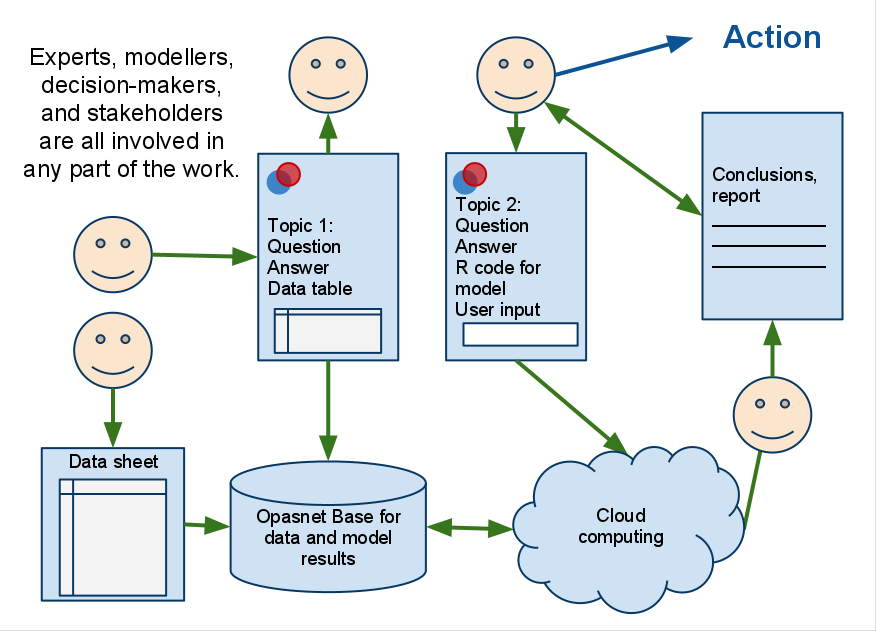 Experts, modellers,
decision-makers,
and stakeholders
are all involved in
any part of the work.
Action
Topic 1:
Question
Answer
Data table
Topic 2:
Question
Answer
R code for
model
User input
Conclusions,
report
Data sheet
Opasnet Base for
data and model
results
Cloud
computing